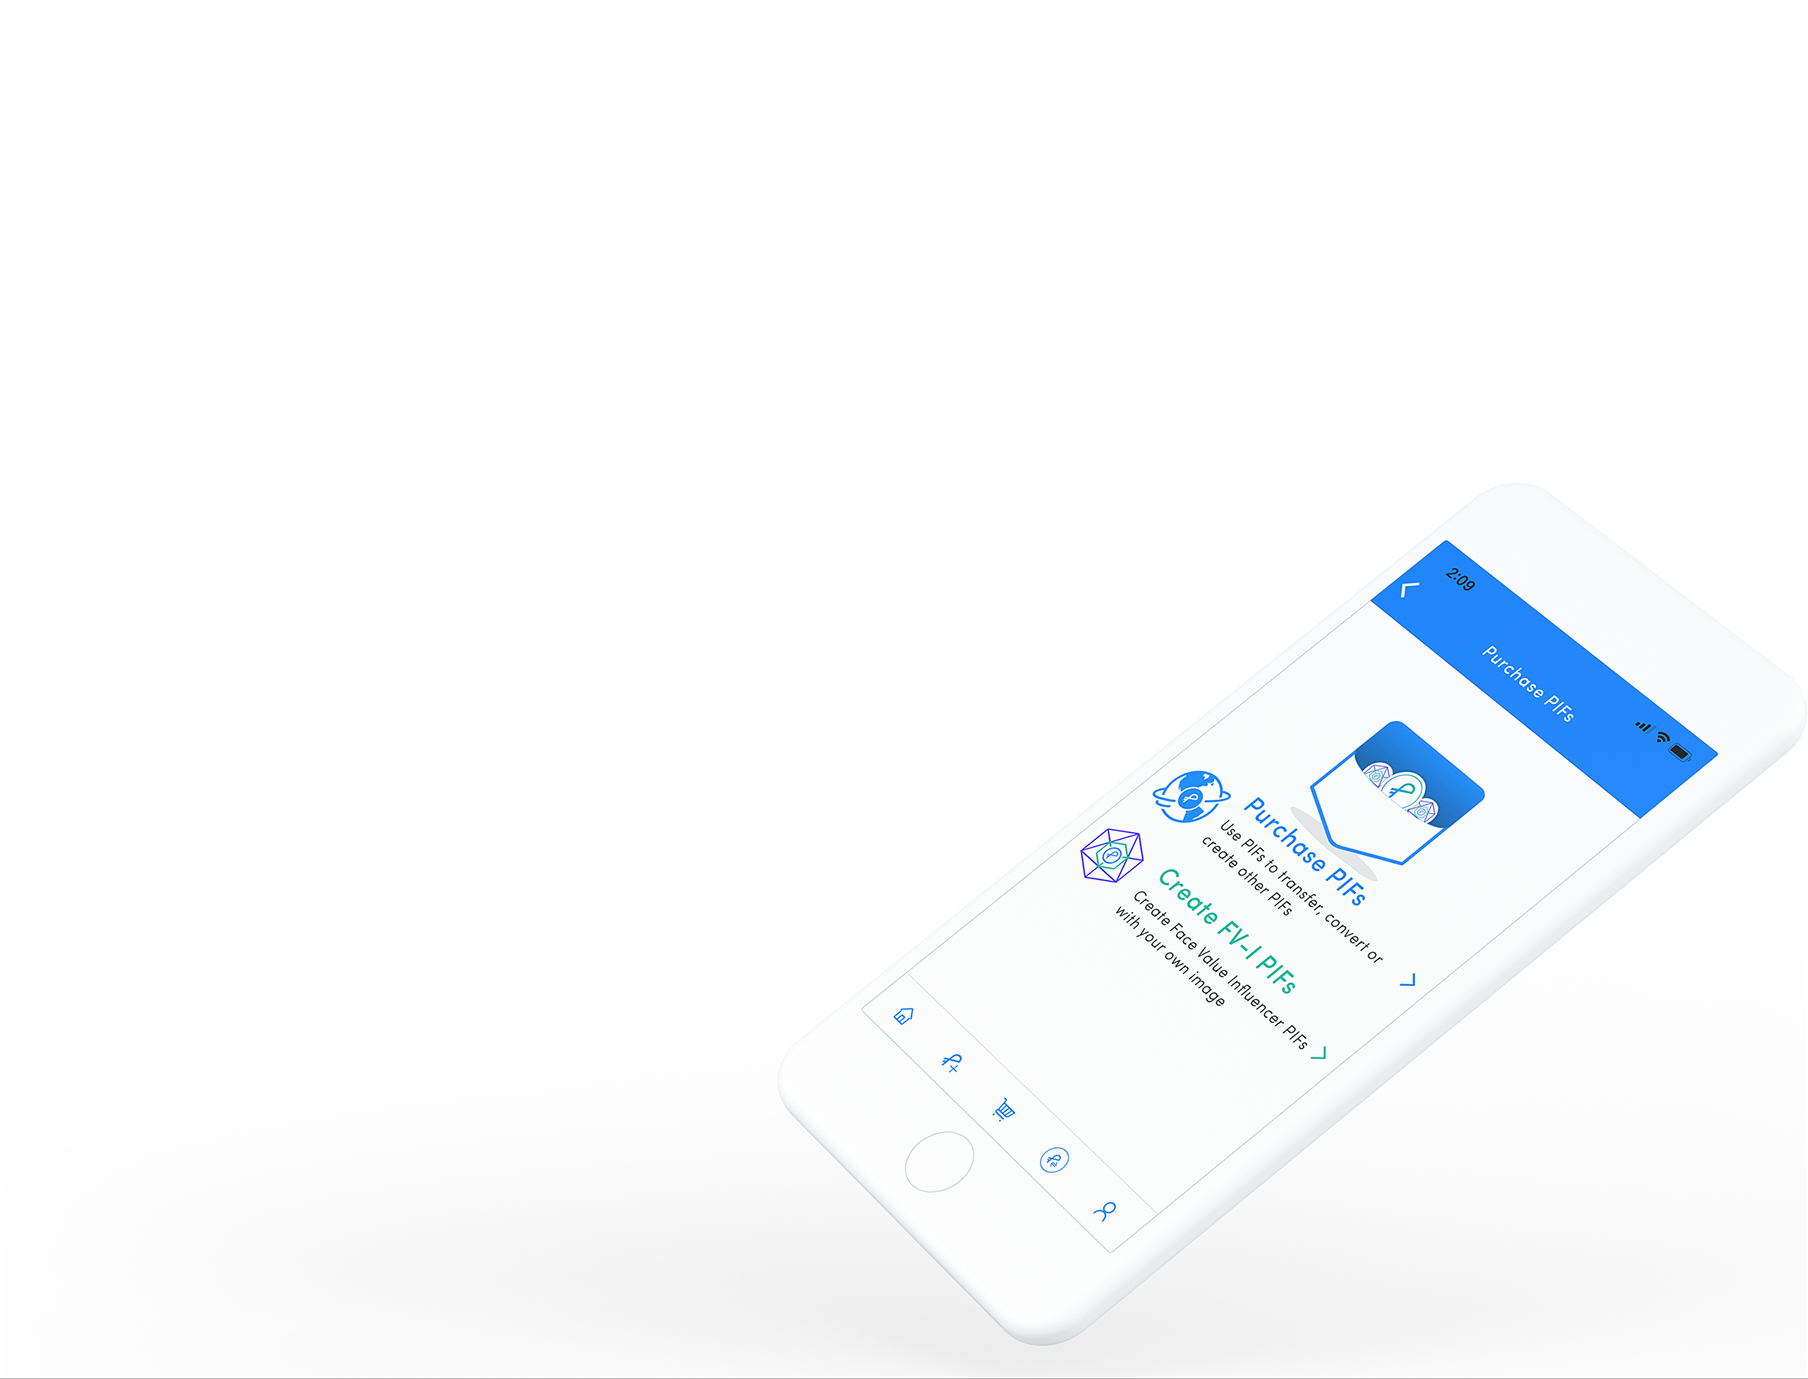 2:09
Purchase PIFs
Purchase PIFs
Use PIFs to transfer, convert or
create other PIFs
Create FV-I PIFs
Create Face Value Influencer PIFs
with your own image